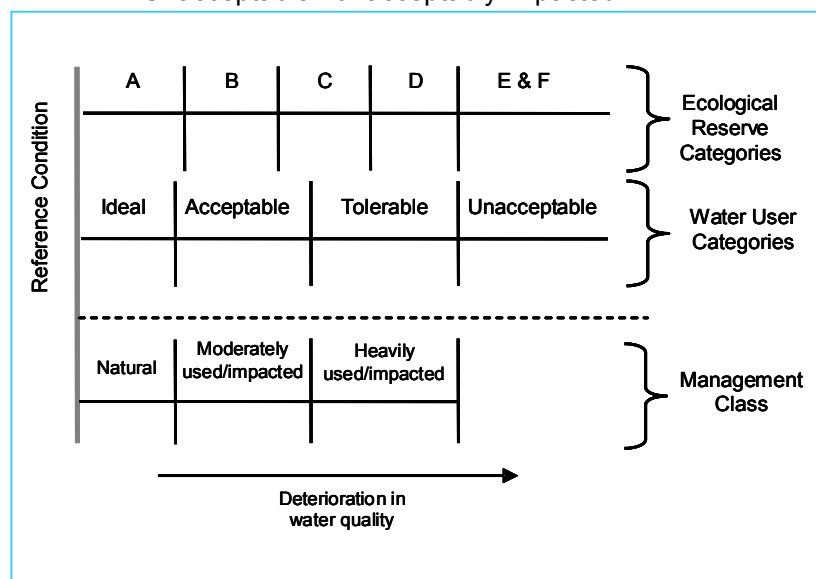 Reference Condition
A B C D E & F
Ecological
Reserve
Categories
Ideal Acceptable Tolerable Unacceptable
Water User
Categories
Natural
Moderately
used/impacted
Heavily
used/impacted
Management
Class
Deterioration in
water quality